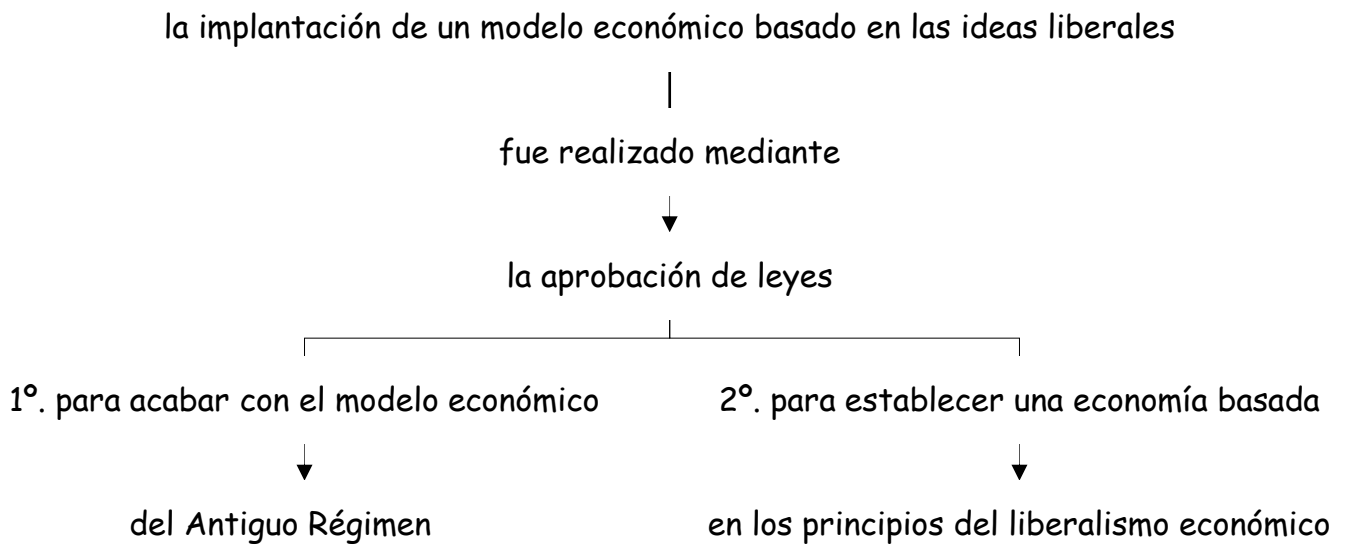 la implantación de un modelo económico basado en las ideas liberales
fue realizado mediante
la aprobación de leyes
1º. para acabar con el modelo económico
del Antiguo Régimen
2º. para establecer una economía basada
en los principios del liberalismo económico